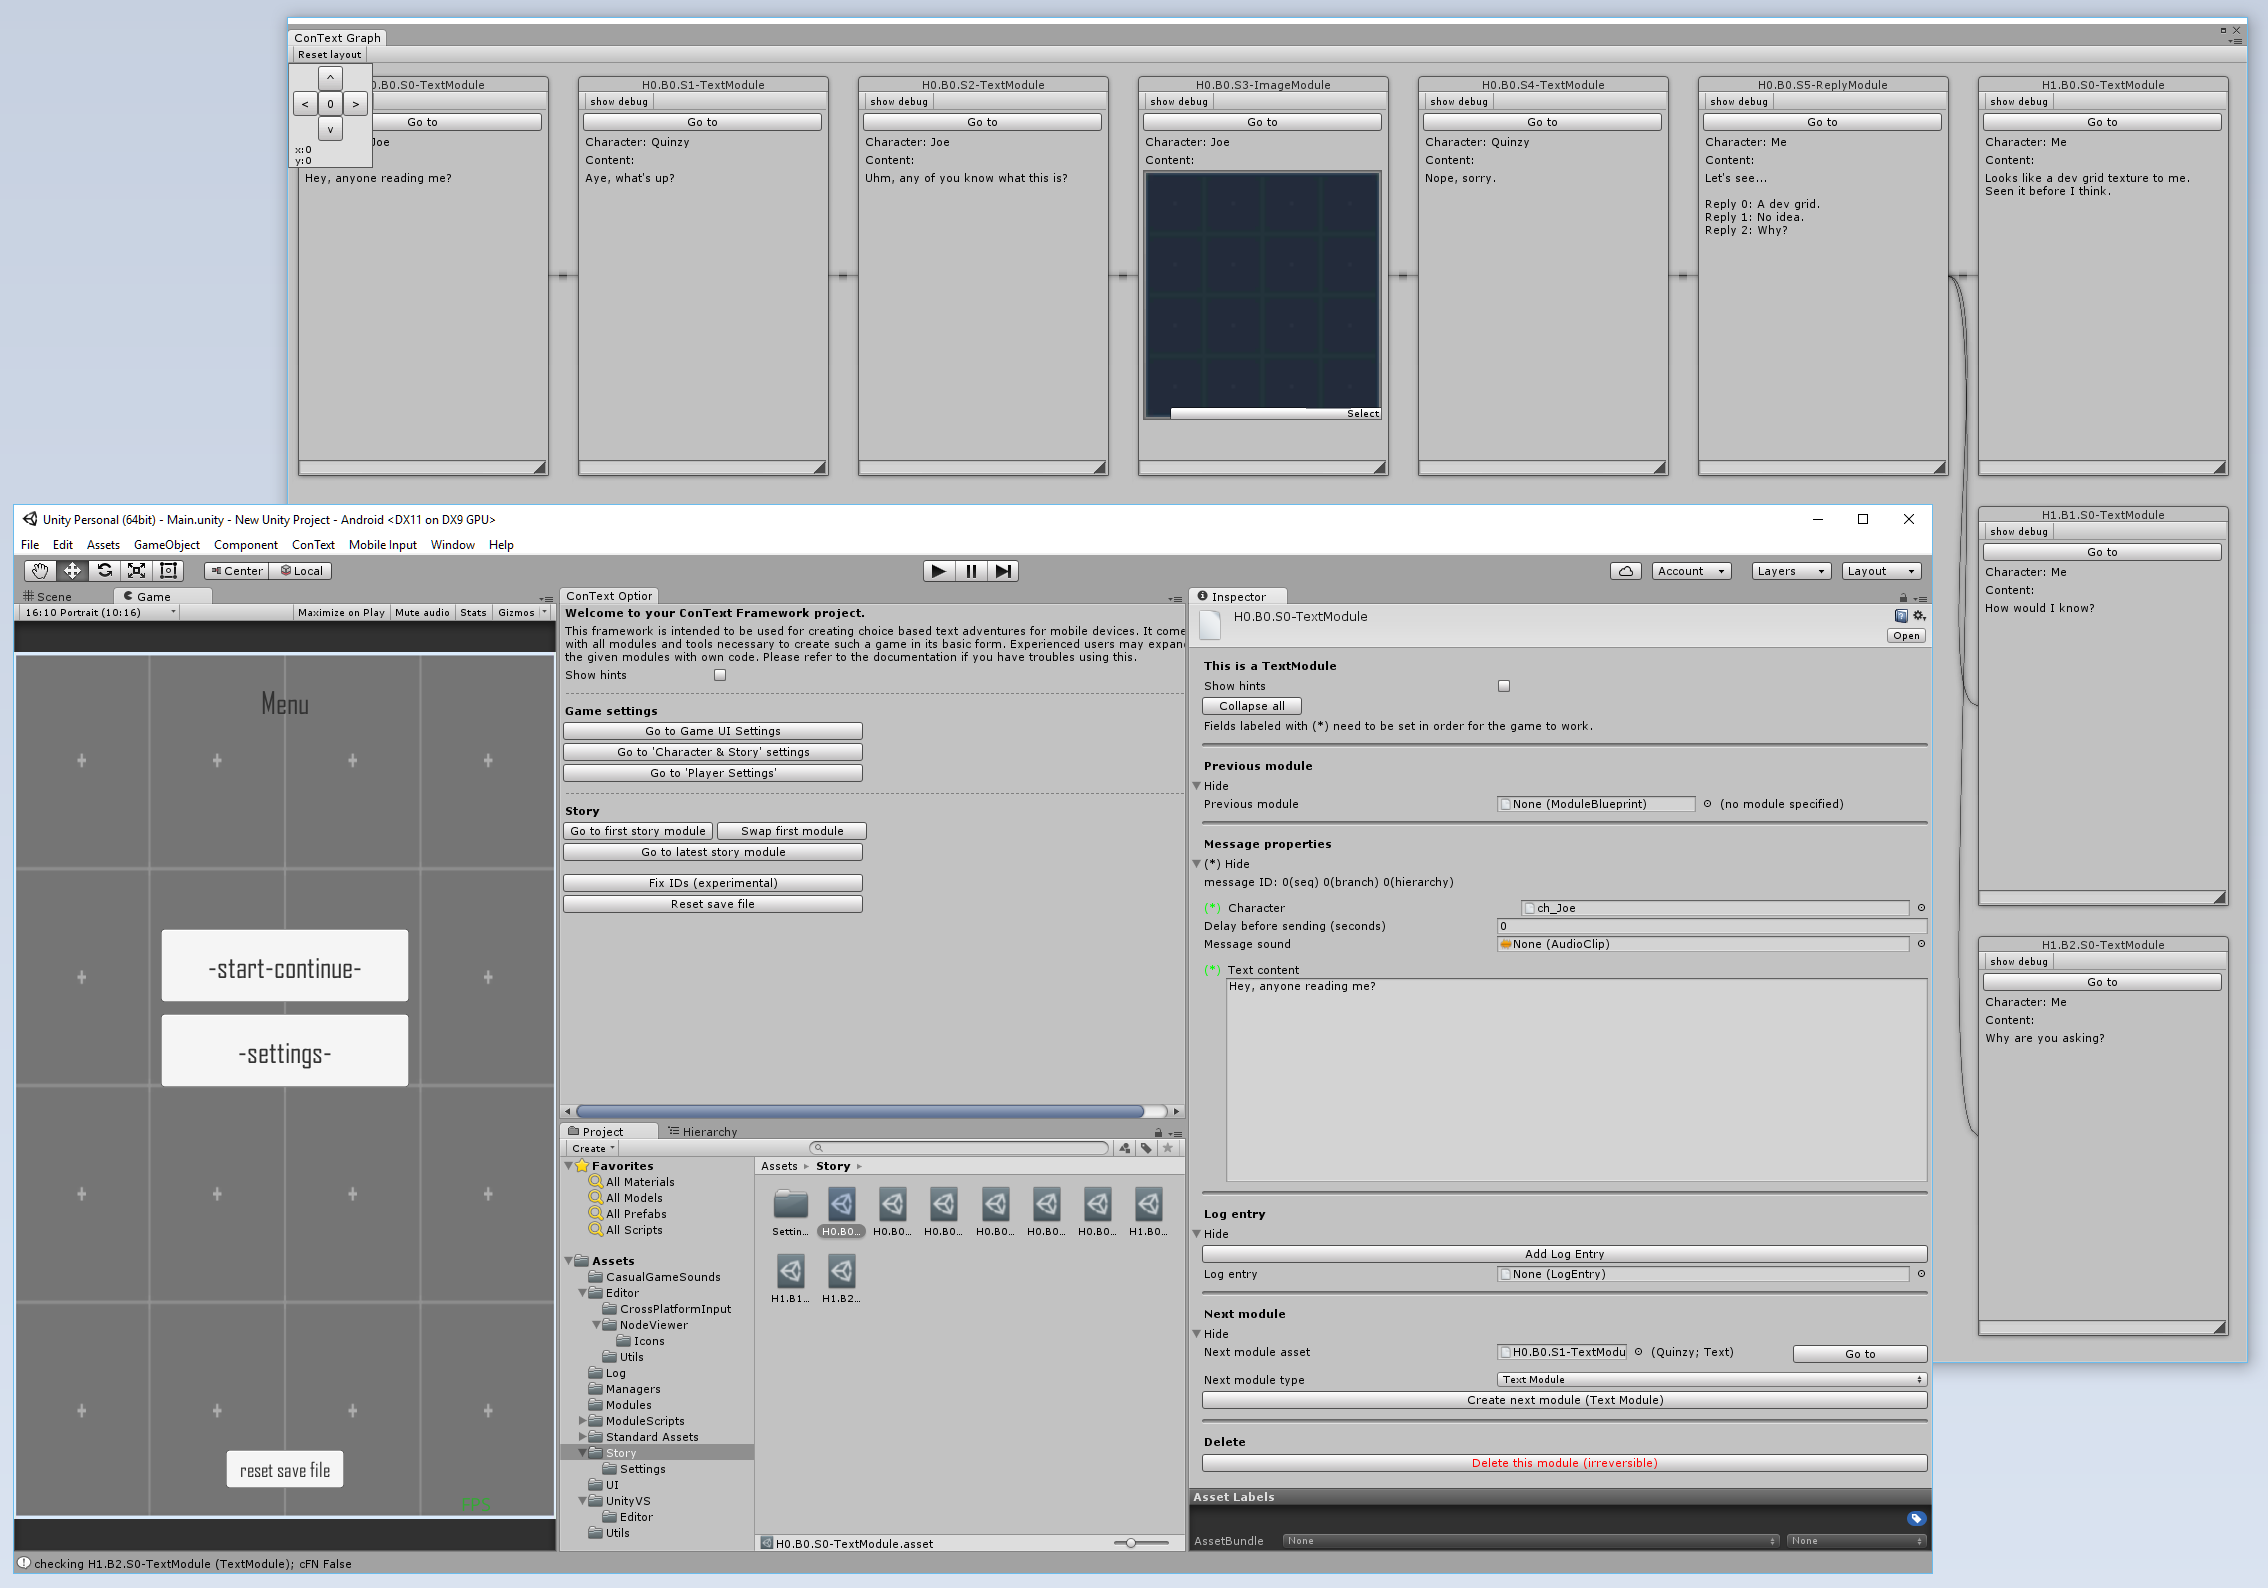 ConText Graph
Reset layout
^
< 0 >
v
x:0
y:0
0.B0.S0-TextModule
Go to
Joe
Hey, anyone reading me?
H0.B0.S1-TextModule
show debug
Go to
Character: Quinzy
Content:
Aye, what's up?
H0.B0.S2-TextModule
show debug
Go to
Character: Joe
Content:
Uhm, any of you know what this is?
H0.B0.S3-ImageModule
show debug
Go to
Character: Joe
Content:
Select
H0.B0.S4-TextModule
show debug
Go to
Character: Quinzy
Content:
Nope, sorry.
H0.B0.S5-ReplyModule
show debug
Go to
Character: Me
Content:
Let's see...
Reply 0: A dev grid.
Reply 1: No idea.
Reply 2: Why?
H1.B0.S0-TextModule
show debug
Go to
Character: Me
Content:
Looks like a dev grid texture to me.
Seen it before I think.
H1.B1.S0-TextModule
show debug
Go to
Character: Me
Content:
How would I know?
H1.B2.S0-TextModule
show debug
Go to
Character: Me
Content:
Why are you asking?
Unity Personal (64bit) - Main.unity - New Unity Project - Android <DX11 on DX9 GPU>
File Edit Assets GameObject Component ConText Mobile Input Window Help
Center Local
Account Layers Layout
Scene Game
16:10 Portrait (10:16) Maximize on Play Mute audio Stats Gizmos
Menu
-start-continue-
-settings-
reset save file
FPS
ConText Optior
Welcome to your ConText Framework project.
This framework is intended to be used for creating choice based text adventures for mobile devices. It come
with all modules and tools necessary to create such a game in its basic form. Experienced users may expan
the given modules with own code. Please refer to the documentation if you have troubles using this.
Show hints
Game settings
Go to Game UI Settings
Go to 'Character & Story' settings
Go to 'Player Settings'
Story
Go to first story module Swap first module
Go to latest story module
Fix IDs (experimental)
Reset save file
Project Hierarchy
Create
Favorites
All Materials
All Models
All Prefabs
All Scripts
Assets
CasualGameSounds
Editor
CrossPlatformInput
NodeViewer
Icons
Utils
Log
Managers
Modules
ModuleScripts
Standard Assets
Story
Settings
UI
UnityVS
Editor
Utils
Assets Story
Settin... H0.B0... H0.B0... H0.B0... H0.B0... H0.B0... H0.B0... H1.B0...
H1.B1... H1.B2...
H0.B0.S0-TextModule.asset
Inspector
H0.B0.S0-TextModule
Open
This is a TextModule
Show hints
Collapse all
Fields labeled with (*) need to be set in order for the game to work.
Previous module
Hide
Previous module None (ModuleBlueprint) (no module specified)
Message properties
(*) Hide
message ID: 0(seq) 0(branch) 0(hierarchy)
(*) Character ch_Joe
Delay before sending (seconds) 0
Message sound None (AudioClip)
(*) Text content
Hey, anyone reading me?
Log entry
Hide
Add Log Entry
Log entry None (LogEntry)
Next module
Hide
Next module asset H0.B0.S1-TextModu (Quinzy; Text) Go to
Next module type Text Module
Create next module (Text Module)
Delete
Delete this module (irreversible)
Asset Labels
AssetBundle None None
checking H1.B2.S0-TextModule (TextModule); cFN False